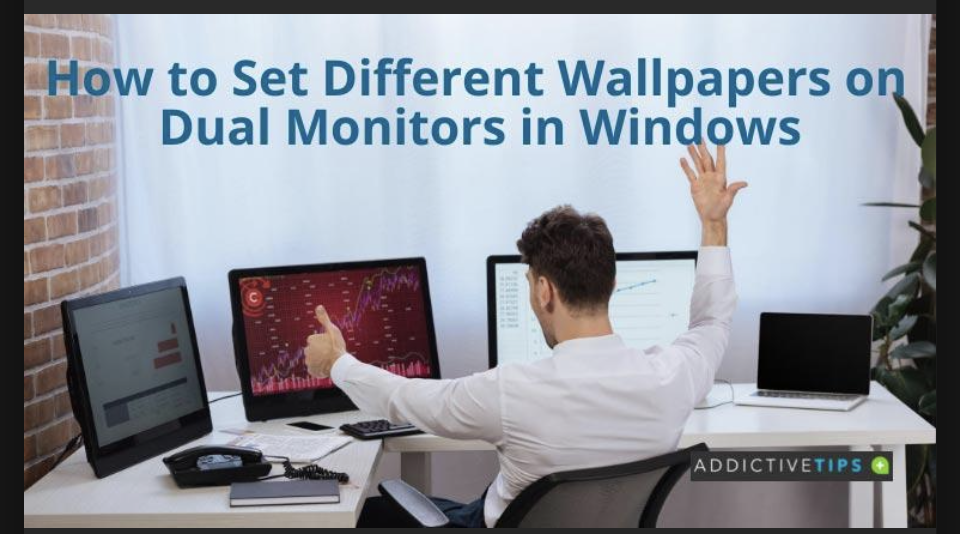 How to Set Different Wallpapers on
Dual Monitors in Windows
ADDICTIVETIPS